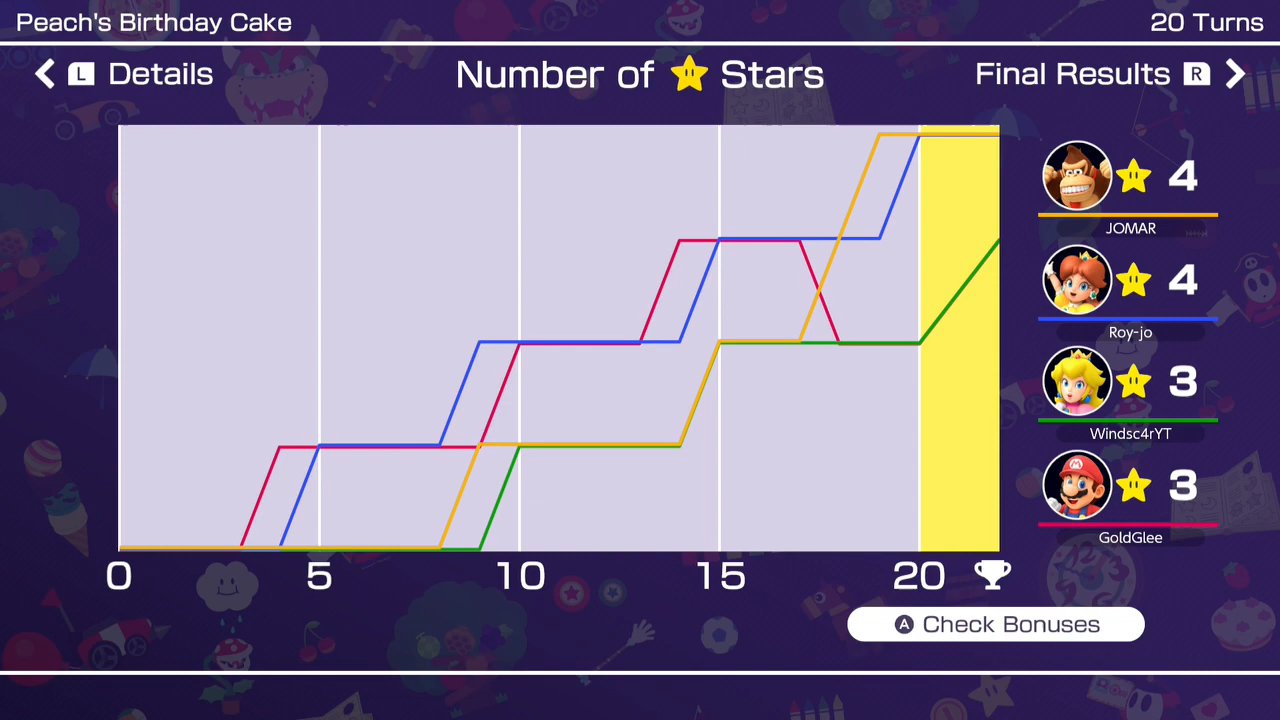 Peach's Birthday Cake
20 Turns
L Details
Number of Stars
Final Results R
4
JOMAR
4
Roy-jo
3
Windsc4rYT
3
GoldGlee
0 5 10 15 20
A Check Bonuses